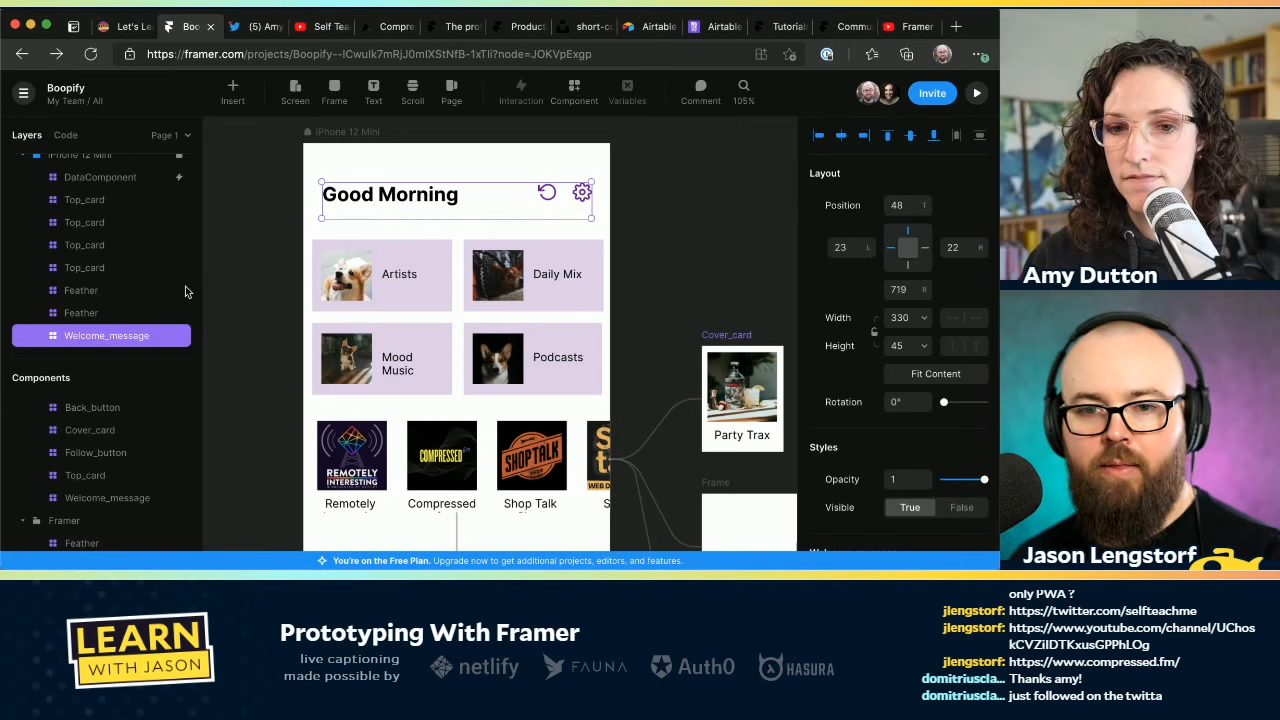 Let's Le
Boo
(5) Amy
Self Tea
Compre
The pro
Product
short-co
Airtable
Airtable
Tutorials
Commu
Framer
https://framer.com/projects/Boopify--
Boopify
My Team / All
Insert
Screen
Frame
Text
Scroll
Page
Interaction
Component
Variables
Comment
105%
Invite
Layers
Code
Page 1
iPhone 12 Mini
DataComponent
Top_card
Top_card
Top_card
Top_card
Feather
Feather
Welcome_message
Components
Back_button
Cover_card
Follow_button
Top_card
Welcome_message
Framer
Feather
iPhone 12 Mini
Good Morning
Artists
Daily Mix
Mood
Music
Podcasts
REMOTELY
INTERESTING
COMPRESSED fm
SHOP TALK
SHOW
Remotely
Compressed
Shop Talk
S
Cover_card
Party Trax
Frame
Layout
Position
48
T
23
L
22
R
719
B
Width
330
Height
45
Fit Content
Rotation
0°
Styles
Opacity
1
Visible
True
False
You're on the Free Plan. Upgrade now to get additional projects, editors, and features.
Amy Dutton
Jason Lengstorf
LEARN
WITH JASON
Prototyping With Framer
live captioning
made possible by
netlify
FAUNA
Auth0
HASURA
only PWA ?
jlengstorf: https://twitter.com/selfteachme
jlengstorf: https://www.youtube.com/channel/UChos
kCVZiIDTKxusGPPhLOg
jlengstorf: https://www.compressed.fm/
domitriuscla... Thanks amy!
domitriuscla... just followed on the twitta